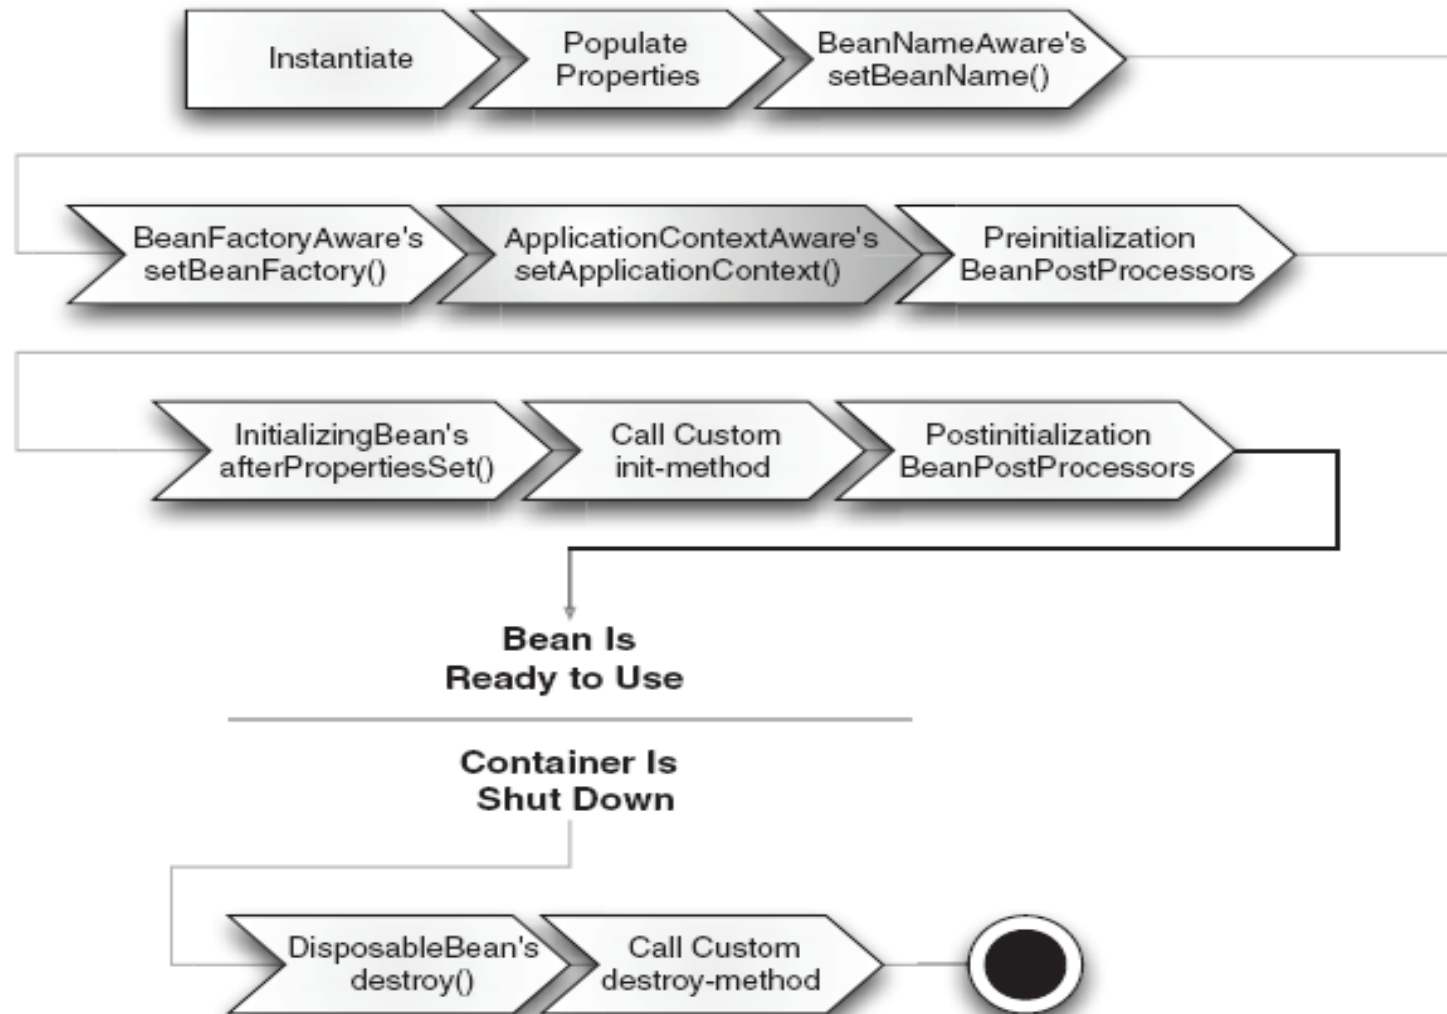 Instantiate
Populate
Properties
BeanNameAware's
setBeanName()
BeanFactoryAware's
setBeanFactory()
ApplicationContextAware's
setApplicationContext()
Preinitialization
BeanPostProcessors
InitializingBean's
afterPropertiesSet()
Call Custom
init-method
Postinitialization
BeanPostProcessors
Bean Is
Ready to Use
Container Is
Shut Down
DisposableBean's
destroy()
Call Custom
destroy-method